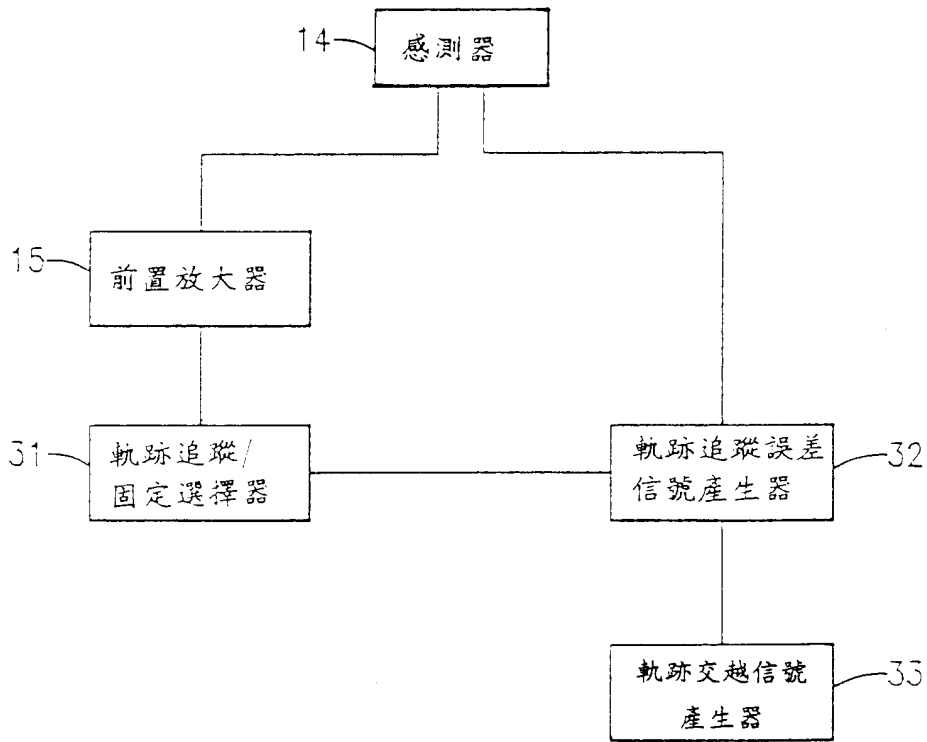 14
感測器
15
前置放大器
31
軌跡追蹤/
固定選擇器
軌跡追蹤誤差
信號產生器
32
軌跡交越信號
產生器
33